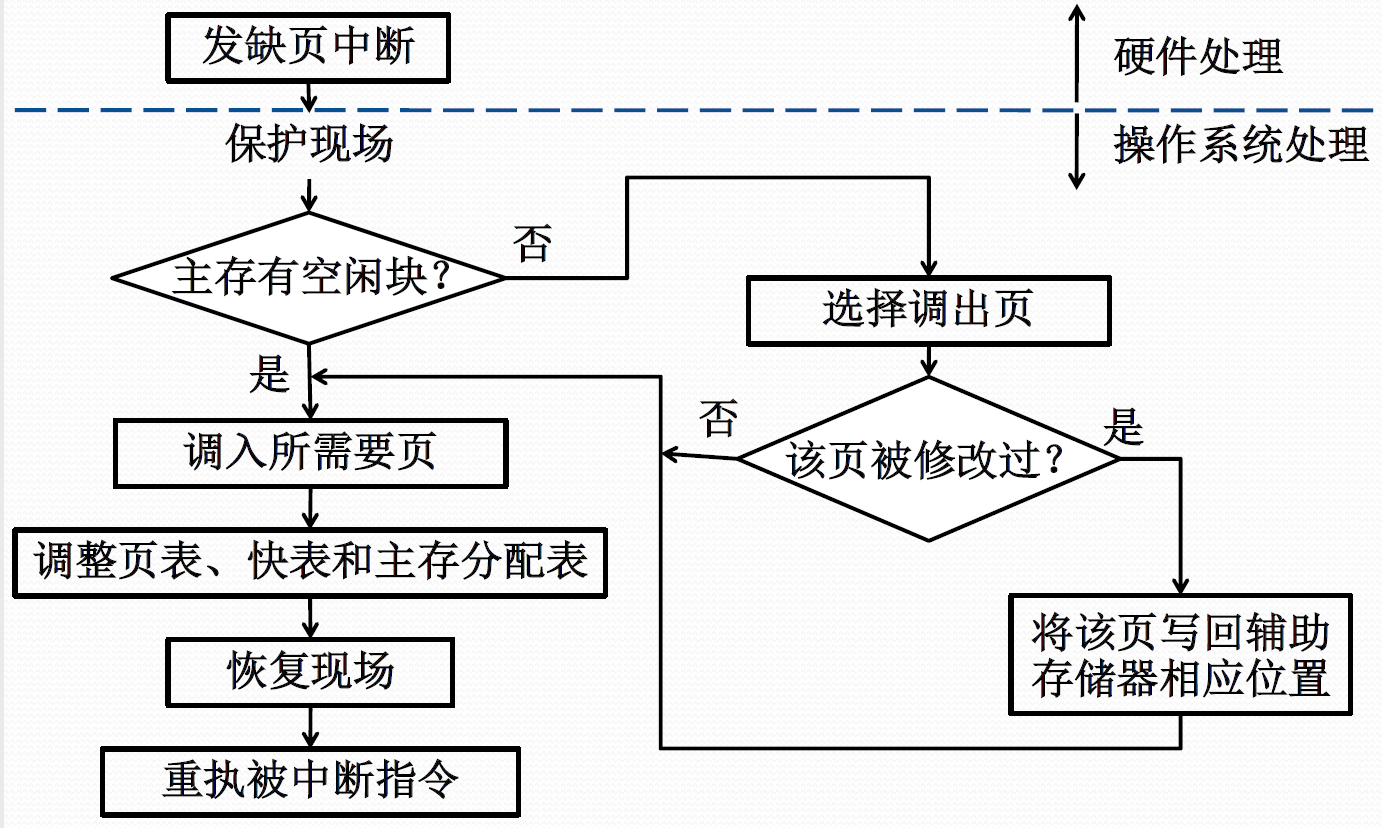 发缺页中断
硬件处理
操作系统处理
保护现场
主存有空闲块？
否
是
选择调出页
该页被修改过？
否
是
将该页写回辅助
存储器相应位置
调入所需要页
调整页表、快表和主存分配表
恢复现场
重执被中断指令